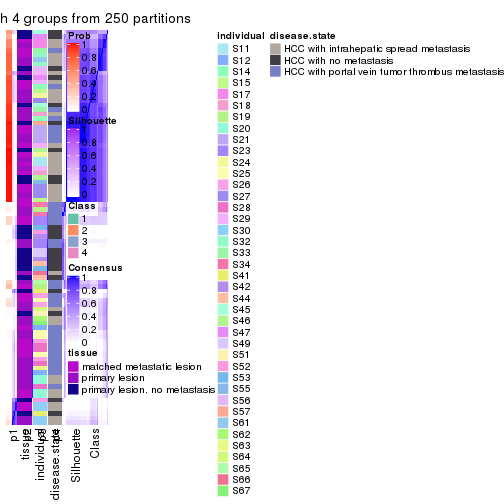 h 4 groups from 250 partitions
Prob
1
0.8
0.6
0.4
0.2
0
Silhouette
1
0.8
0.6
0.4
0.2
0
Class
1
2
3
4
Consensus
1
0.8
0.6
0.4
0.2
0
tissue
matched metastatic lesion
primary lesion
primary lesion. no metastasis
individual
S11
S12
S14
S15
S17
S18
S19
S20
S21
S23
S24
S25
S26
S27
S28
S29
S30
S32
S33
S34
S41
S42
S44
S45
S46
S47
S49
S51
S52
S53
S55
S56
S57
S61
S62
S63
S64
S65
S66
S67
disease.state
HCC with intrahepatic spread metastasis
HCC with no metastasis
HCC with portal vein tumor thrombus metastasis
p1
tissue
individual
disease.state
Silhouette
Class